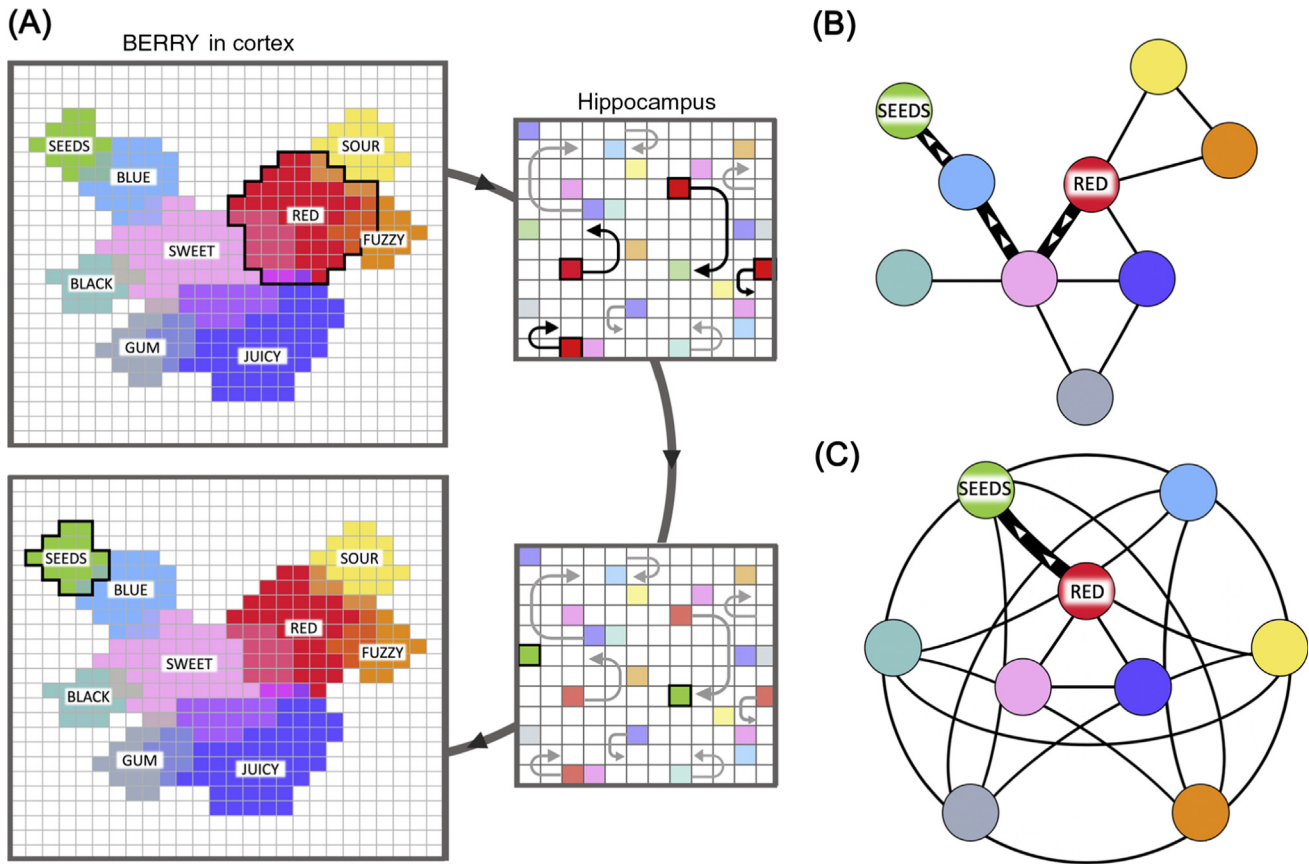 (A)
BERRY in cortex
SEEDS
BLUE
SOUR
RED
SWEET
FUZZY
BLACK
GUM
JUICY
Hippocampus
SEEDS
BLUE
SOUR
RED
SWEET
FUZZY
BLACK
GUM
JUICY
(B)
SEEDS
RED
(C)
SEEDS
RED